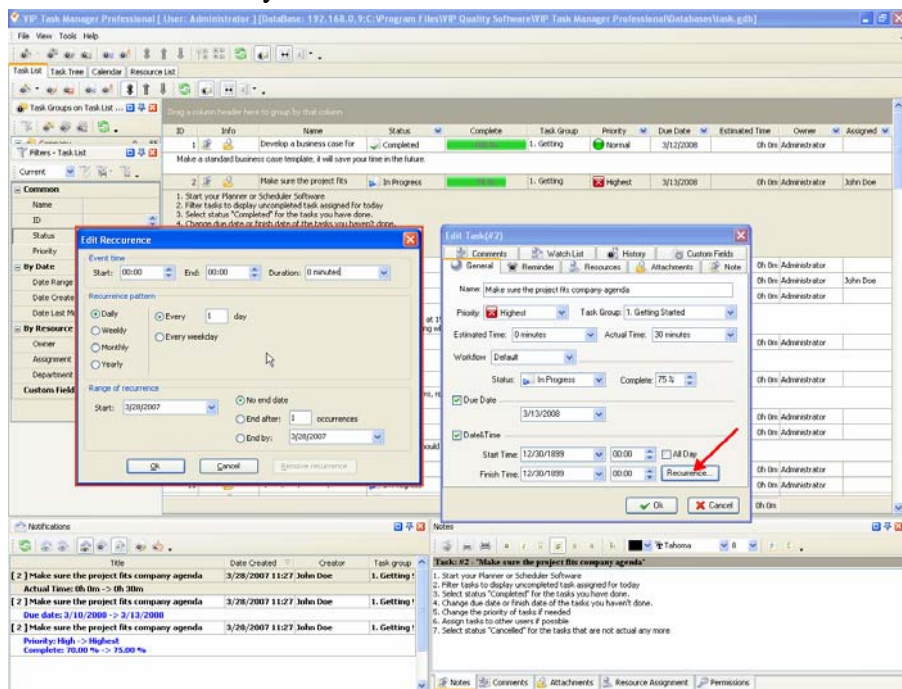 VIP Task Manager Professional [ User: Administrator ] [DataBase: 192.168.0.9:C:\Program Files\VIP Quality Software\VIP Task Manager Professional\Databases\task.gdb]
File View Tools Help
Task List Task Tree Calendar Resource List
Task Groups on Task List ...
Drag a column header here to group by that column
ID Info Name Status Complete Task Group Priority Due Date Estimated Time Owner Assigned
1 Develop a business case for Completed 1. Getting Normal 3/12/2008 0h 0m Administrator
Make a standard business case template, it will save your time in the future.
2 Make sure the project fits In Progress 1. Getting Highest 3/13/2008 0h 0m Administrator John Doe
1. Start your Planner or Scheduler Software
2. Filter tasks to display uncompleted task assigned for today
3. Select status "Completed" for the tasks you have done.
4. Change due date or finish date of the tasks you haven't done.
Filters - Task List
Current
Common
Name
ID
Status
Priority
By Date
Date Range
Date Create
Date Last M
By Resource
Owner
Assignment
Department
Custom Field
Edit Reccurence
Event time
Start: 00:00 End: 00:00 Duration: 0 minutes
Recurrence pattern
Daily Every 1 day
Weekly Every weekday
Monthly
Yearly
Range of recurrence
Start: 3/28/2007 No end date
End after: 1 occurrences
End by: 3/28/2007
Ok Cancel Remove recurrence
Edit Task(#2)
Comments Watch List History Custom Fields
General Reminder Resources Attachments Note
Name: Make sure the project fits company agenda
Priority: Highest Task Group: 1. Getting Started
Estimated Time: 0 minutes Actual Time: 30 minutes
Workflow Default
Status: In Progress Complete: 75 %
Due Date
3/13/2008
Date&Time
Start Time: 12/30/1899 00:00 All Day
Finish Time: 12/30/1899 00:00 Recurrence...
Ok Cancel
0h 0m Administrator
0h 0m Administrator John Doe
0h 0m Administrator
0h 0m Administrator
0h 0m Administrator
0h 0m Administrator
0h 0m Administrator
0h 0m Administrator
0h 0m Administrator
0h 0m
Notifications
Title Date Created Creator Task group
[ 2 ] Make sure the project fits company agenda 3/28/2007 11:27 John Doe 1. Getting
Actual Time: 0h 0m -> 0h 30m
[ 2 ] Make sure the project fits company agenda 3/28/2007 11:27 John Doe 1. Getting
Due date: 3/10/2008 -> 3/13/2008
[ 2 ] Make sure the project fits company agenda 3/28/2007 11:27 John Doe 1. Getting
Priority: High -> Highest
Complete: 70.00 % -> 75.00 %
Notes
Tahoma 8
Task: #2 - "Make sure the project fits company agenda"
1. Start your Planner or Scheduler Software
2. Filter tasks to display uncompleted task assigned for today
3. Select status "Completed" for the tasks you have done.
4. Change due date or finish date of the tasks you haven't done.
5. Change the priority of tasks if needed
6. Assign tasks to other users if possible
7. Select status "Cancelled" for the tasks that are not actual any more
Notes Comments Attachments Resource Assignment Permissions